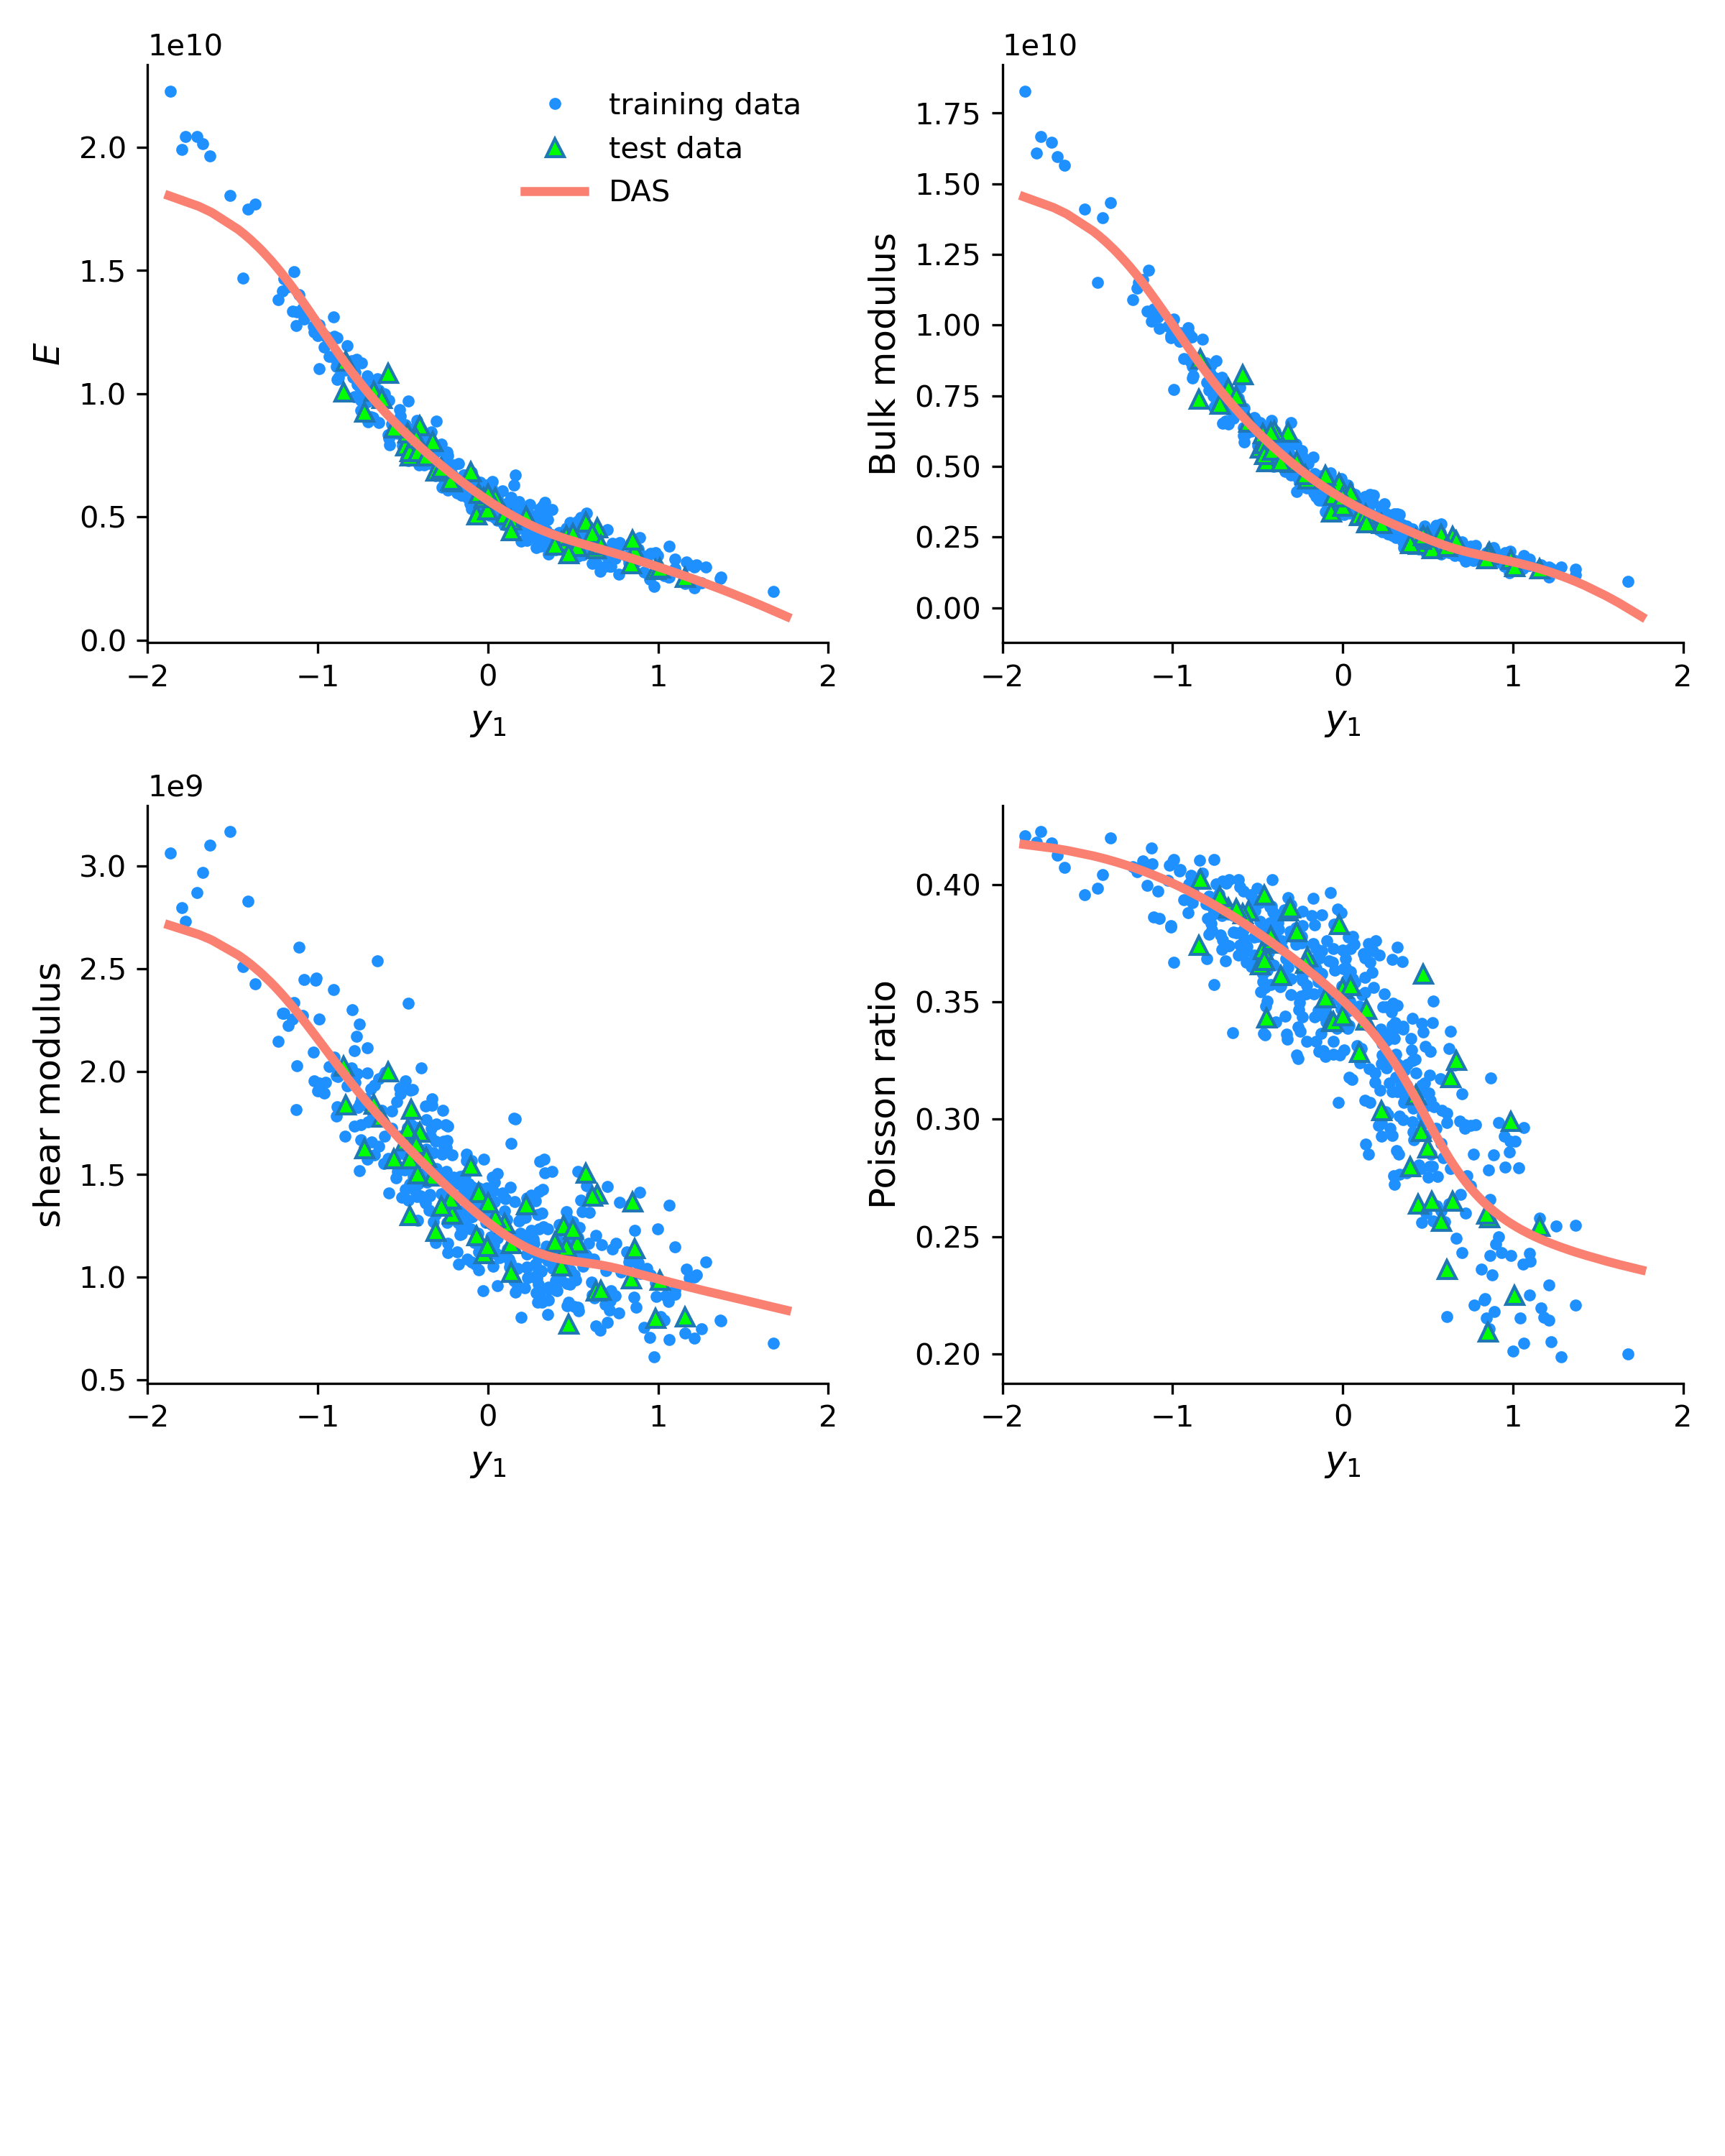 1e10
2.0
1.5
1.0
0.5
0.0
E
−2 −1 0 1 2
y1
training data
test data
DAS
1e10
1.75
1.50
1.25
1.00
0.75
0.50
0.25
0.00
Bulk modulus
−2 −1 0 1 2
y1
1e9
3.0
2.5
2.0
1.5
1.0
0.5
shear modulus
−2 −1 0 1 2
y1
0.40
0.35
0.30
0.25
0.20
Poisson ratio
−2 −1 0 1 2
y1